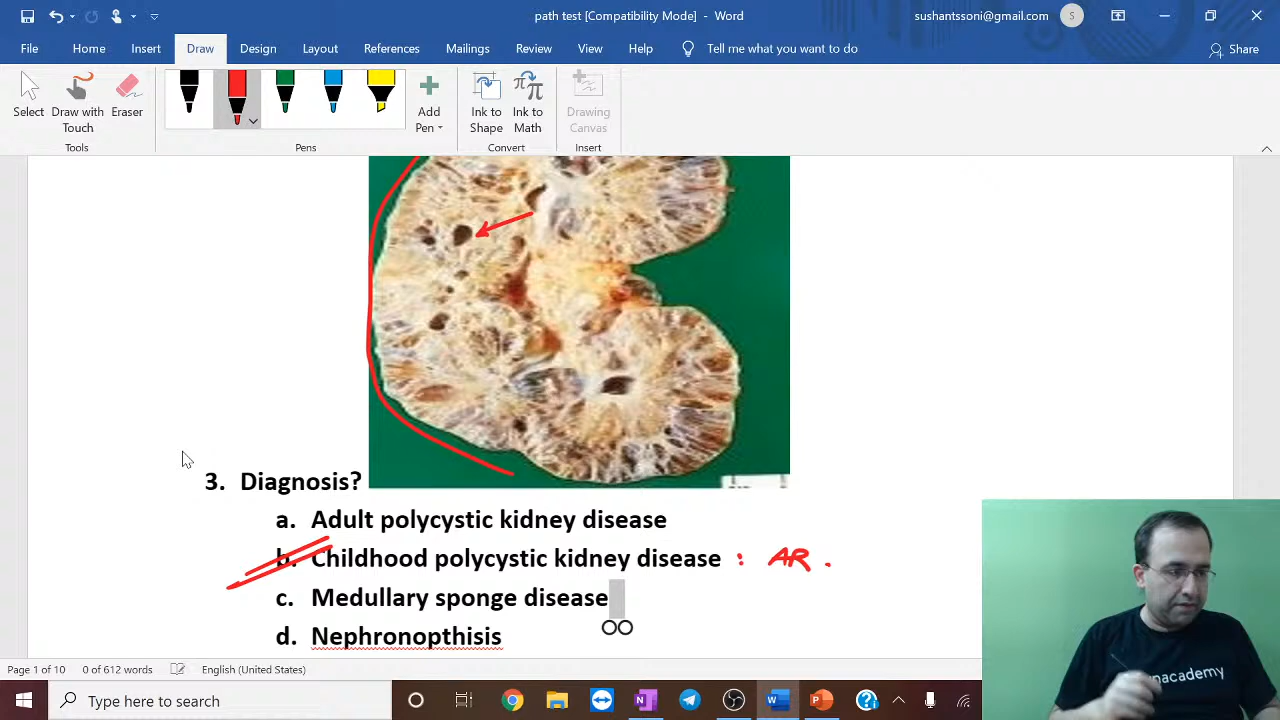 path test [Compatibility Mode] - Word
sushantssoni@gmail.com
S
File Home Insert Draw Design Layout References Mailings Review View Help Tell me what you want to do Share
Select
Draw with Touch
Eraser
Add Pen
Ink to Shape
Ink to Math
Drawing Canvas
Tools Pens Convert Insert
3. Diagnosis?
a. Adult polycystic kidney disease
b. Childhood polycystic kidney disease : AR .
c. Medullary sponge disease
d. Nephronopthisis
nacademy
Page 1 of 10 0 of 612 words English (United States)
Type here to search